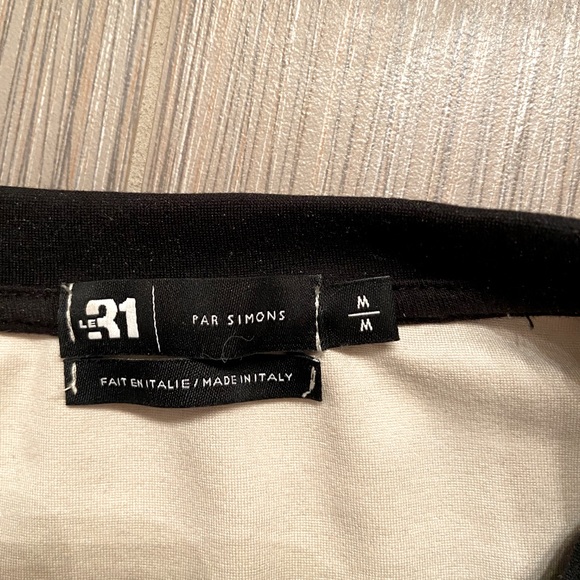 LE 31
PAR SIMONS
M
M
FAIT EN ITALIE / MADE IN ITALY